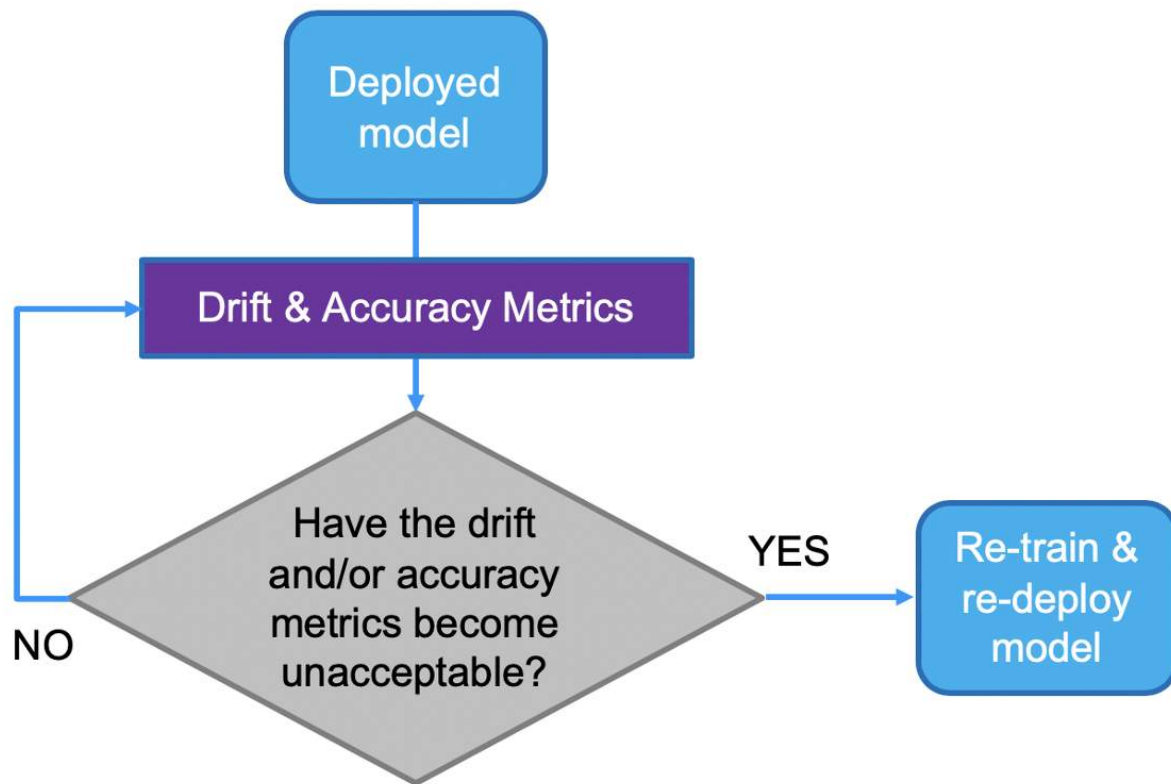 Deployed
model
Drift & Accuracy Metrics
Have the drift
and/or accuracy
metrics become
unacceptable?
YES
NO
Re-train &
re-deploy
model